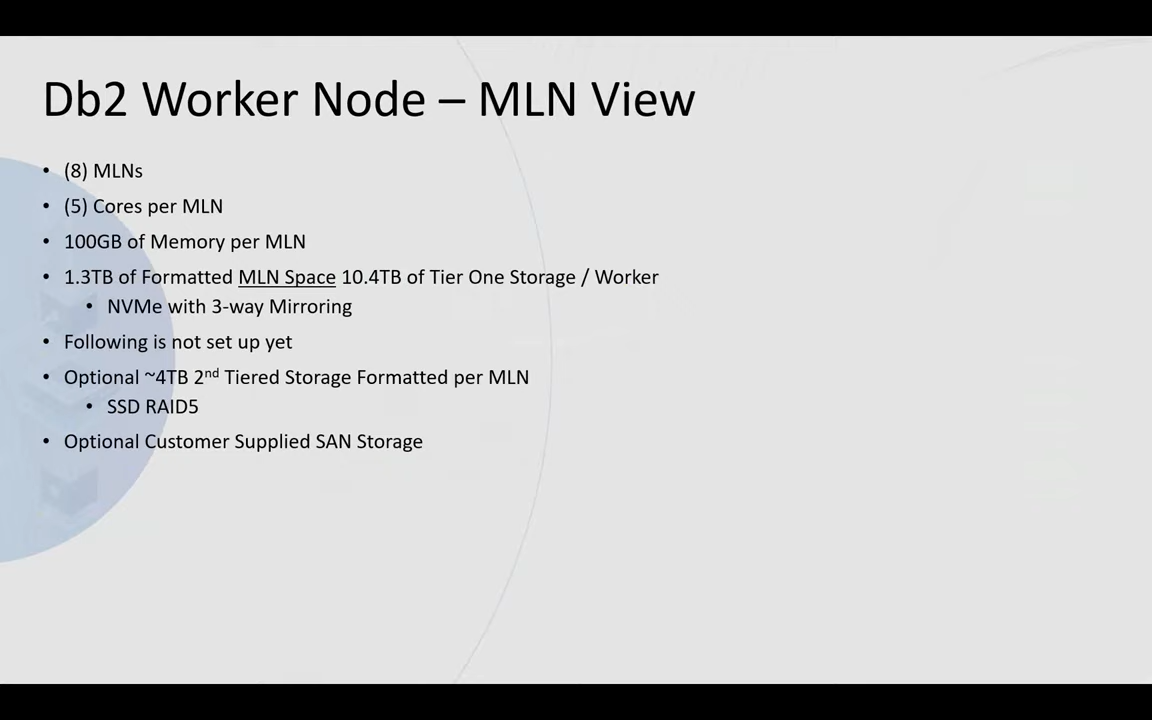 Db2 Worker Node – MLN View
• (8) MLNs
• (5) Cores per MLN
• 100GB of Memory per MLN
• 1.3TB of Formatted MLN Space 10.4TB of Tier One Storage / Worker
• NVMe with 3-way Mirroring
• Following is not set up yet
• Optional ~4TB 2nd Tiered Storage Formatted per MLN
• SSD RAID5
• Optional Customer Supplied SAN Storage